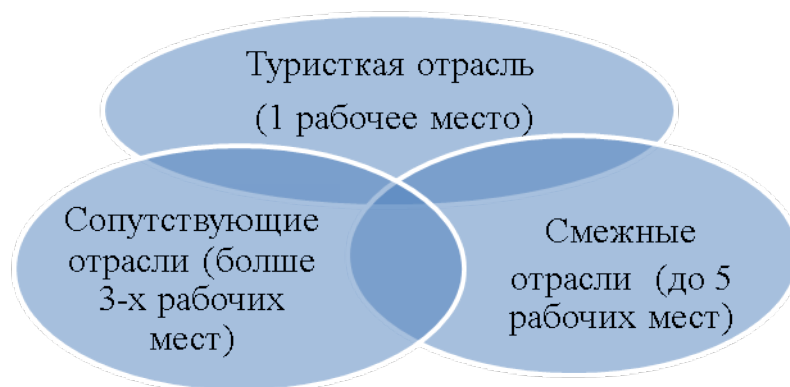 Туристкая отрасль
(1 рабочее место)
Сопутствующие
отрасли (болше
3-х рабочих
мест)
Смежные
отрасли (до 5
рабочих мест)